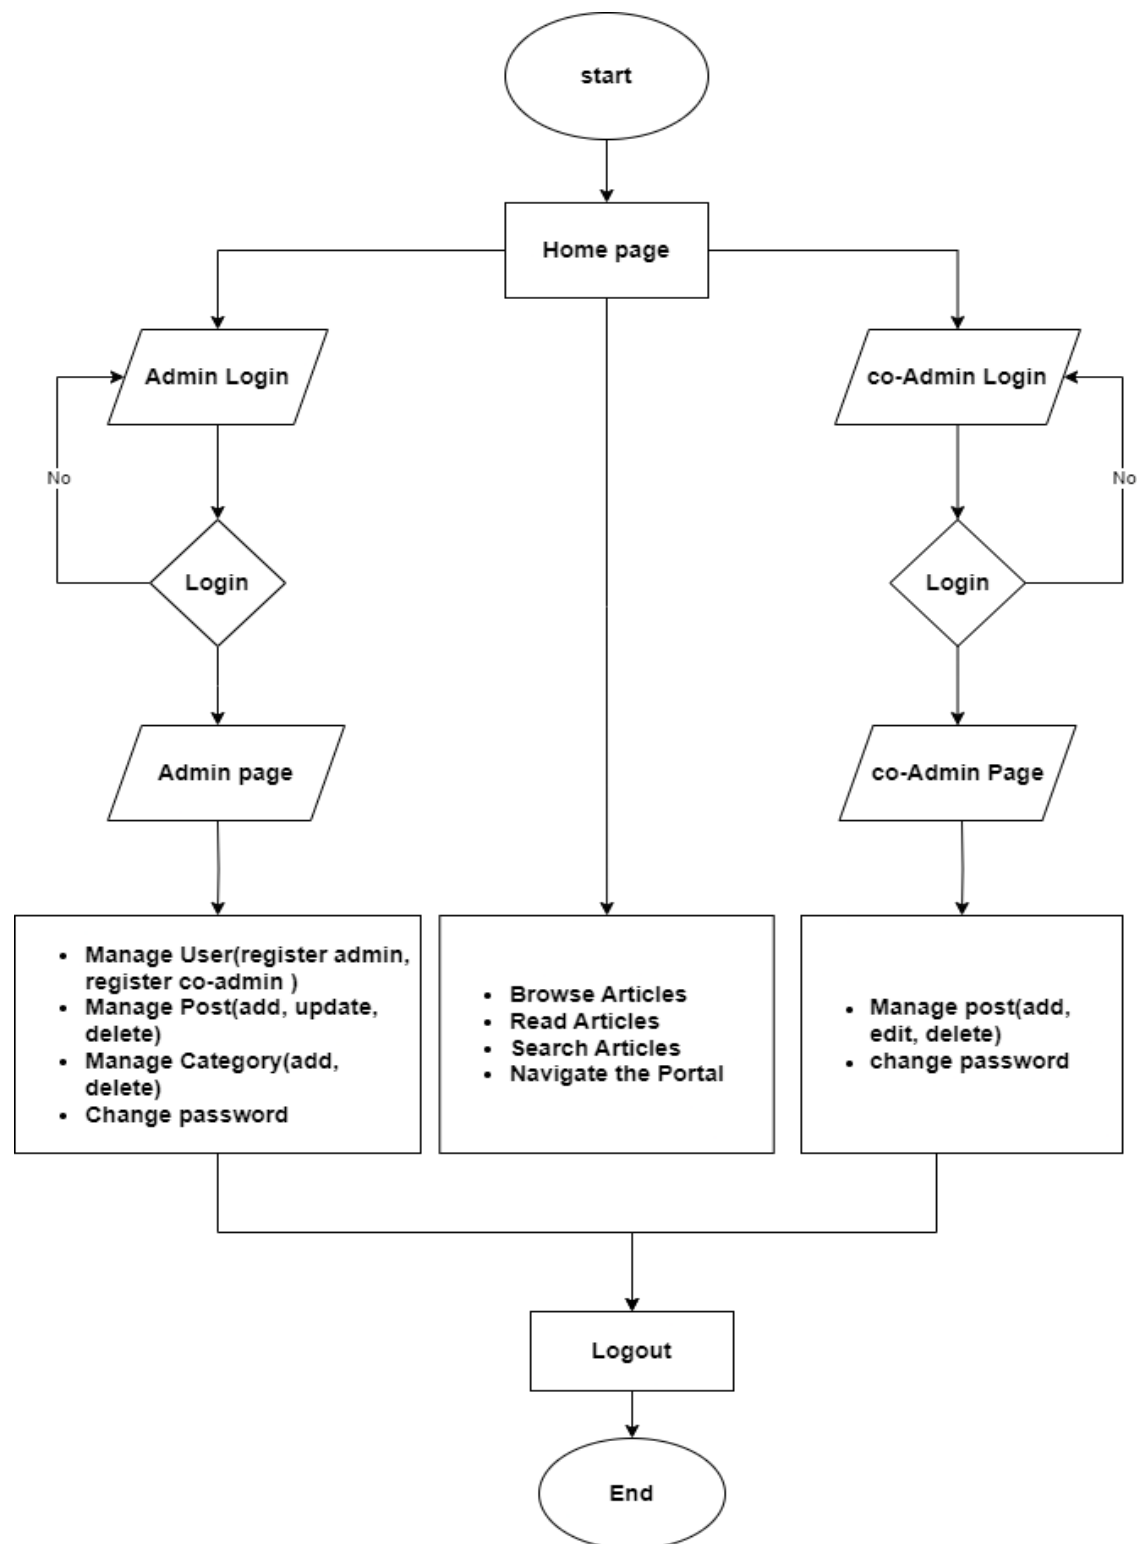 start
Home page
Admin Login
co-Admin Login
No
No
Login
Login
Admin page
co-Admin Page
• Manage User(register admin,
register co-admin )
• Manage Post(add, update,
delete)
• Manage Category(add,
delete)
• Change password
• Browse Articles
• Read Articles
• Search Articles
• Navigate the Portal
• Manage post(add,
edit, delete)
• change password
Logout
End